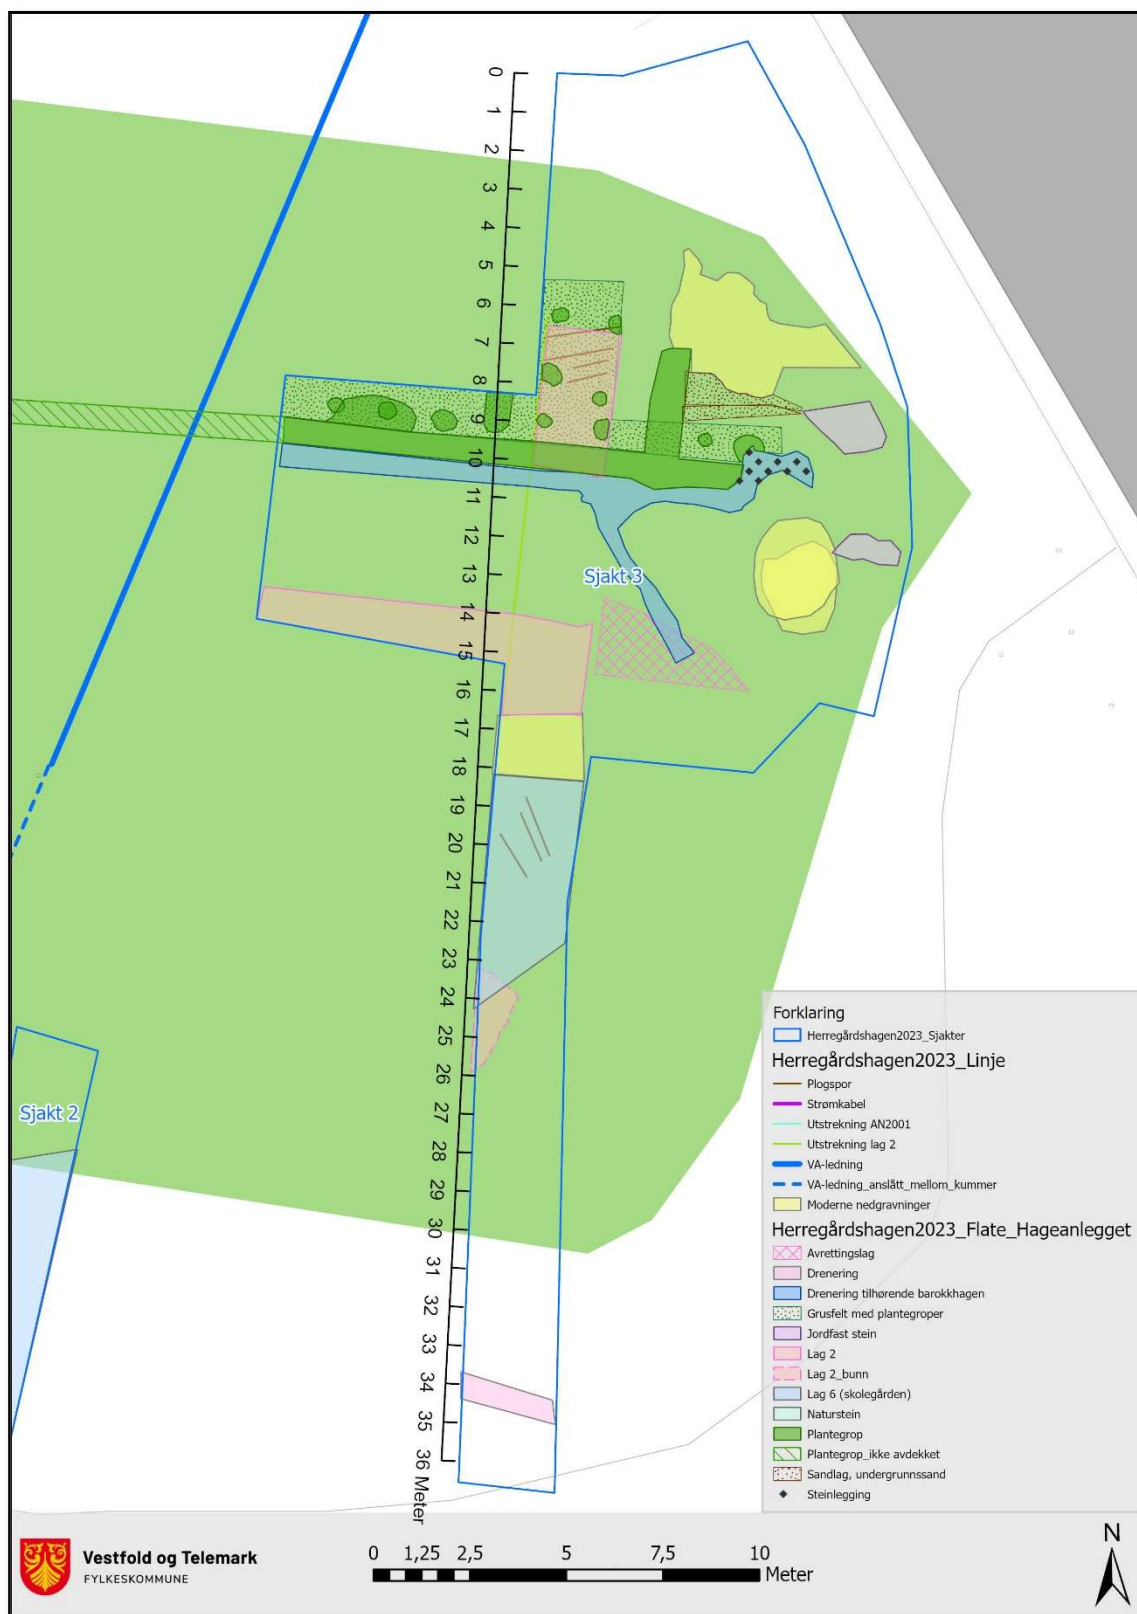 0
1
2
3
4
5
6
7
8
9
10
11
12
13
14
15
16
17
18
19
20
21
22
23
24
25
26
27
28
29
30
31
32
33
34
35
36 Meter
Sjakt 3
Sjakt 2
Forklaring
Herregårdshagen2023_Sjakter
Herregårdshagen2023_Linje
Plogspor
Strømkabel
Utstrekning AN2001
Utstrekning lag 2
VA-ledning
VA-ledning_anslått_mellom_kummer
Moderne nedgravninger
Herregårdshagen2023_Flate_Hageanlegget
Avrettingslag
Drenering
Drenering tilhørende barokkhagen
Grusfelt med plantegroper
Jordfast stein
Lag 2
Lag 2_bunn
Lag 6 (skolegården)
Naturstein
Plantegrop
Plantegrop_ikke avdekket
Sandlag, undergrunnssand
Steinlegging
Vestfold og Telemark
FYLKESKOMMUNE
0 1,25 2,5 5 7,5 10
Meter
N